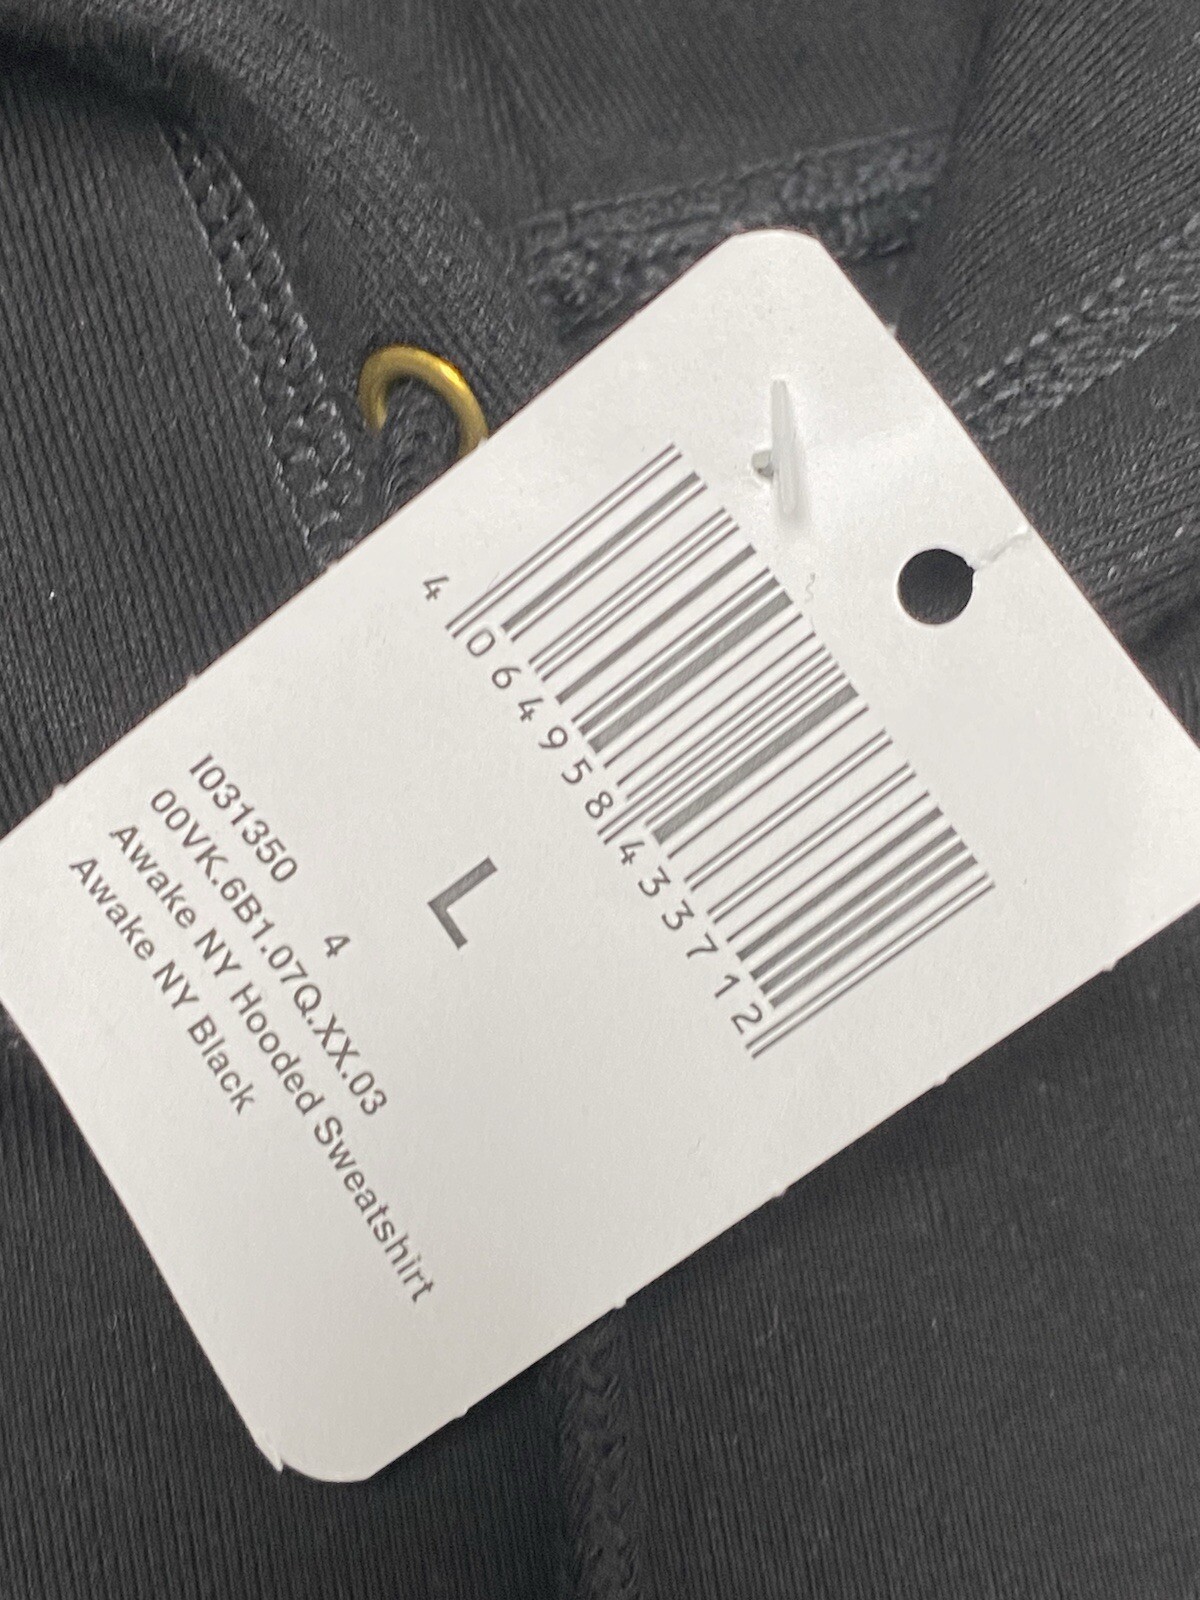 4 064958 433712
L
I031350 4
00VK.6B1.07Q.XX.03
Awake NY Hooded Sweatshirt
Awake NY Black